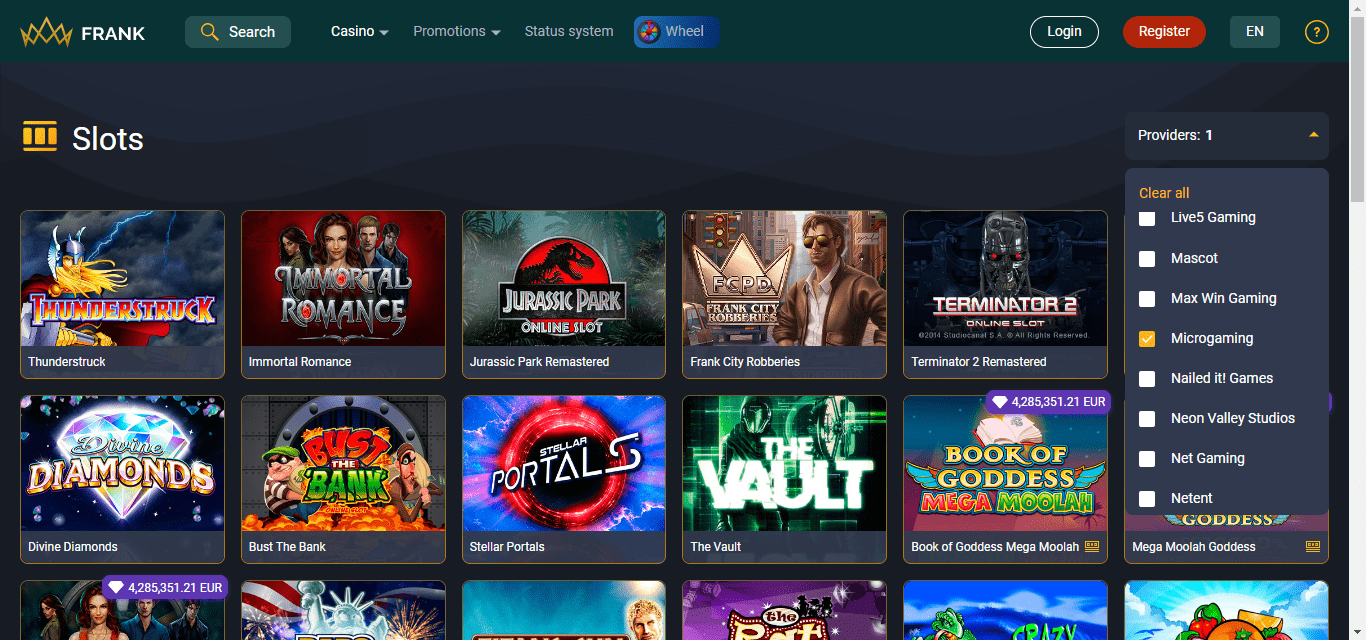 FRANK
Search
Casino
Promotions
Status system
Wheel
Login
Register
EN
?
Slots
Providers: 1
Clear all
Live5 Gaming
Mascot
Max Win Gaming
Microgaming
Nailed it! Games
Neon Valley Studios
Net Gaming
Netent
THUNDERSTRUCK
Thunderstruck
IMMORTAL
ROMANCE
Immortal Romance
JURASSIC PARK
ONLINE SLOT
Jurassic Park Remastered
FCPD
FRANK CITY
ROBBERIES
Frank City Robberies
TERMINATOR 2
ONLINE SLOT
©2014 Studiocanal S.A. ® All Rights Reserved.
Terminator 2 Remastered
Divine
DIAMONDS
Divine Diamonds
BUST
THE
BANK
ONLINE SLOT
Bust The Bank
STELLAR
PORTALS
Stellar Portals
THE
VAULT
The Vault
4,285,351.21 EUR
BOOK OF
GODDESS
MEGA MOOLAH
Book of Goddess Mega Moolah
GODDESS
Mega Moolah Goddess
4,285,351.21 EUR
the
CRAZY